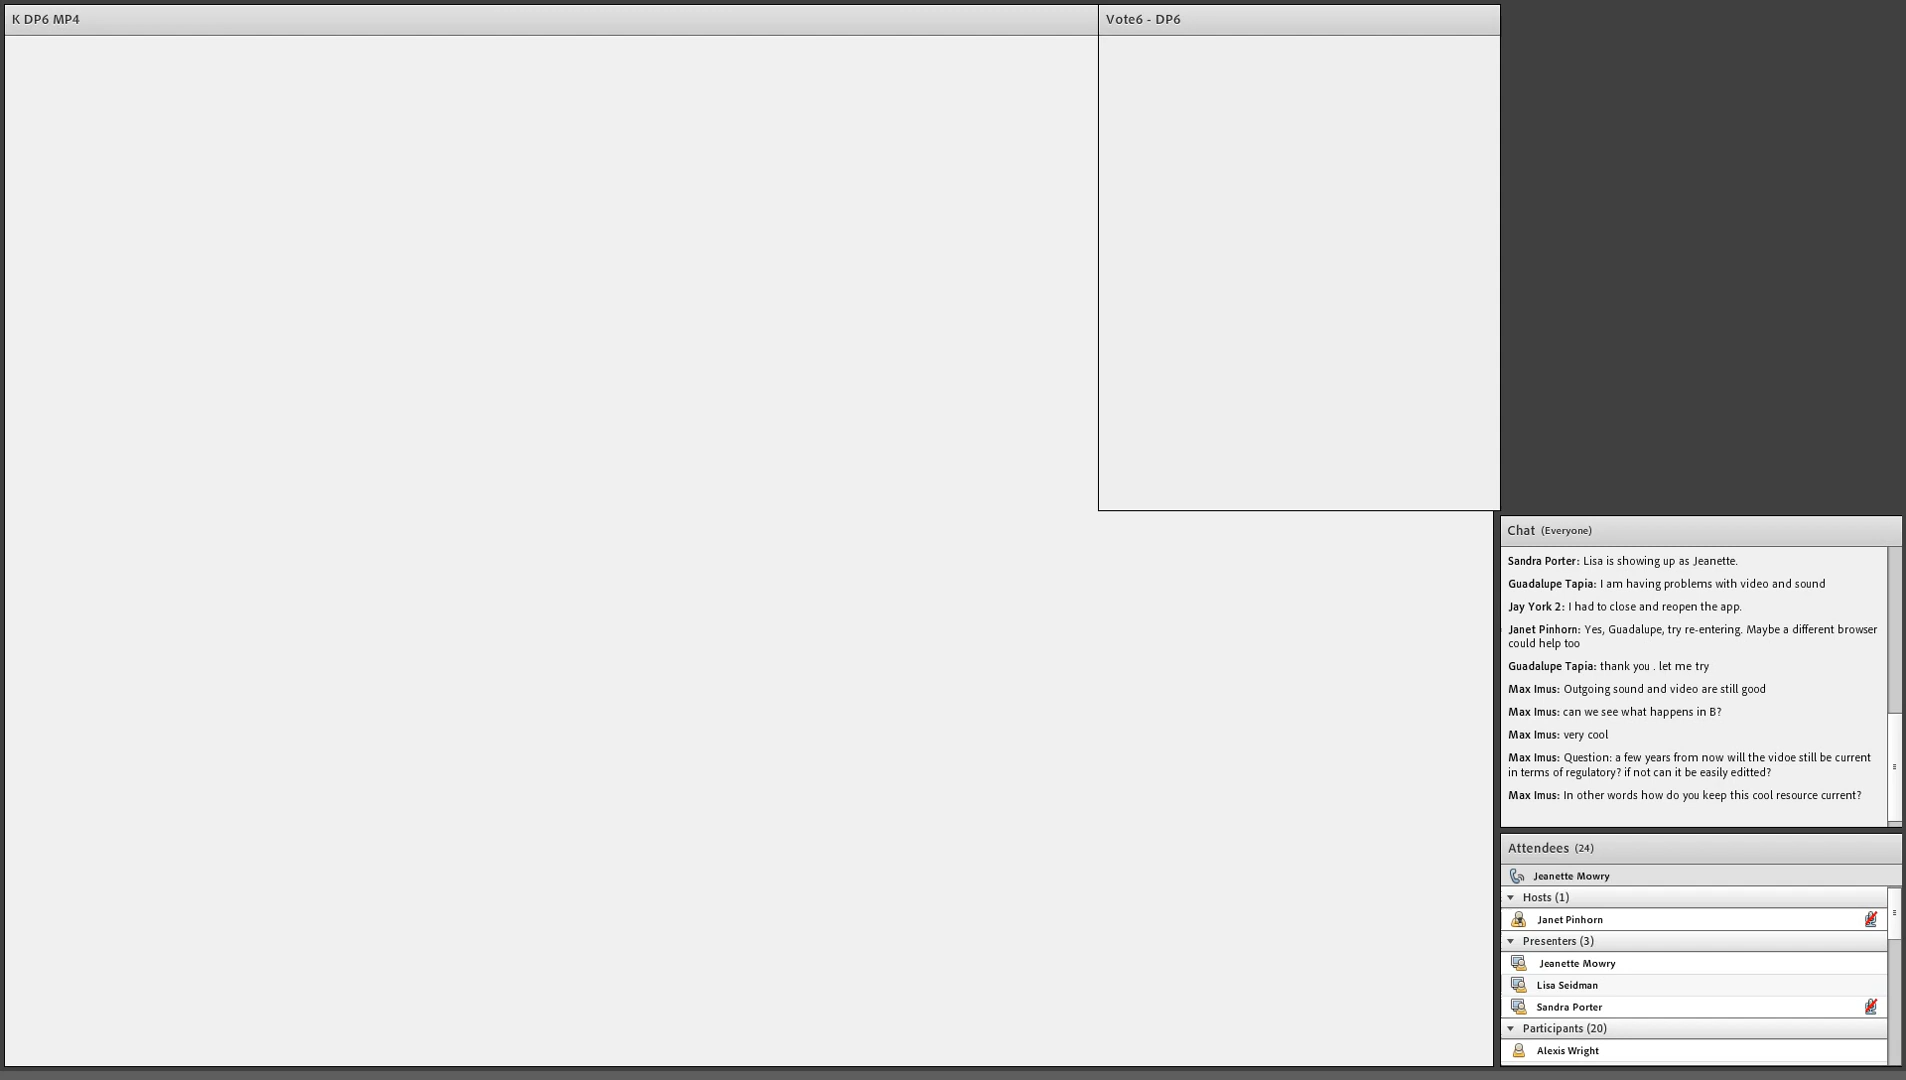 K DP6 MP4
Vote6 - DP6
Chat (Everyone)
Sandra Porter: Lisa is showing up as Jeanette.
Guadalupe Tapia: I am having problems with video and sound
Jay York 2: I had to close and reopen the app.
Janet Pinhorn: Yes, Guadalupe, try re-entering. Maybe a different browser
could help too
Guadalupe Tapia: thank you . let me try
Max Imus: Outgoing sound and video are still good
Max Imus: can we see what happens in B?
Max Imus: very cool
Max Imus: Question: a few years from now will the vidoe still be current
in terms of regulatory? if not can it be easily editted?
Max Imus: In other words how do you keep this cool resource current?
Attendees (24)
Jeanette Mowry
Hosts (1)
Janet Pinhorn
Presenters (3)
Jeanette Mowry
Lisa Seidman
Sandra Porter
Participants (20)
Alexis Wright